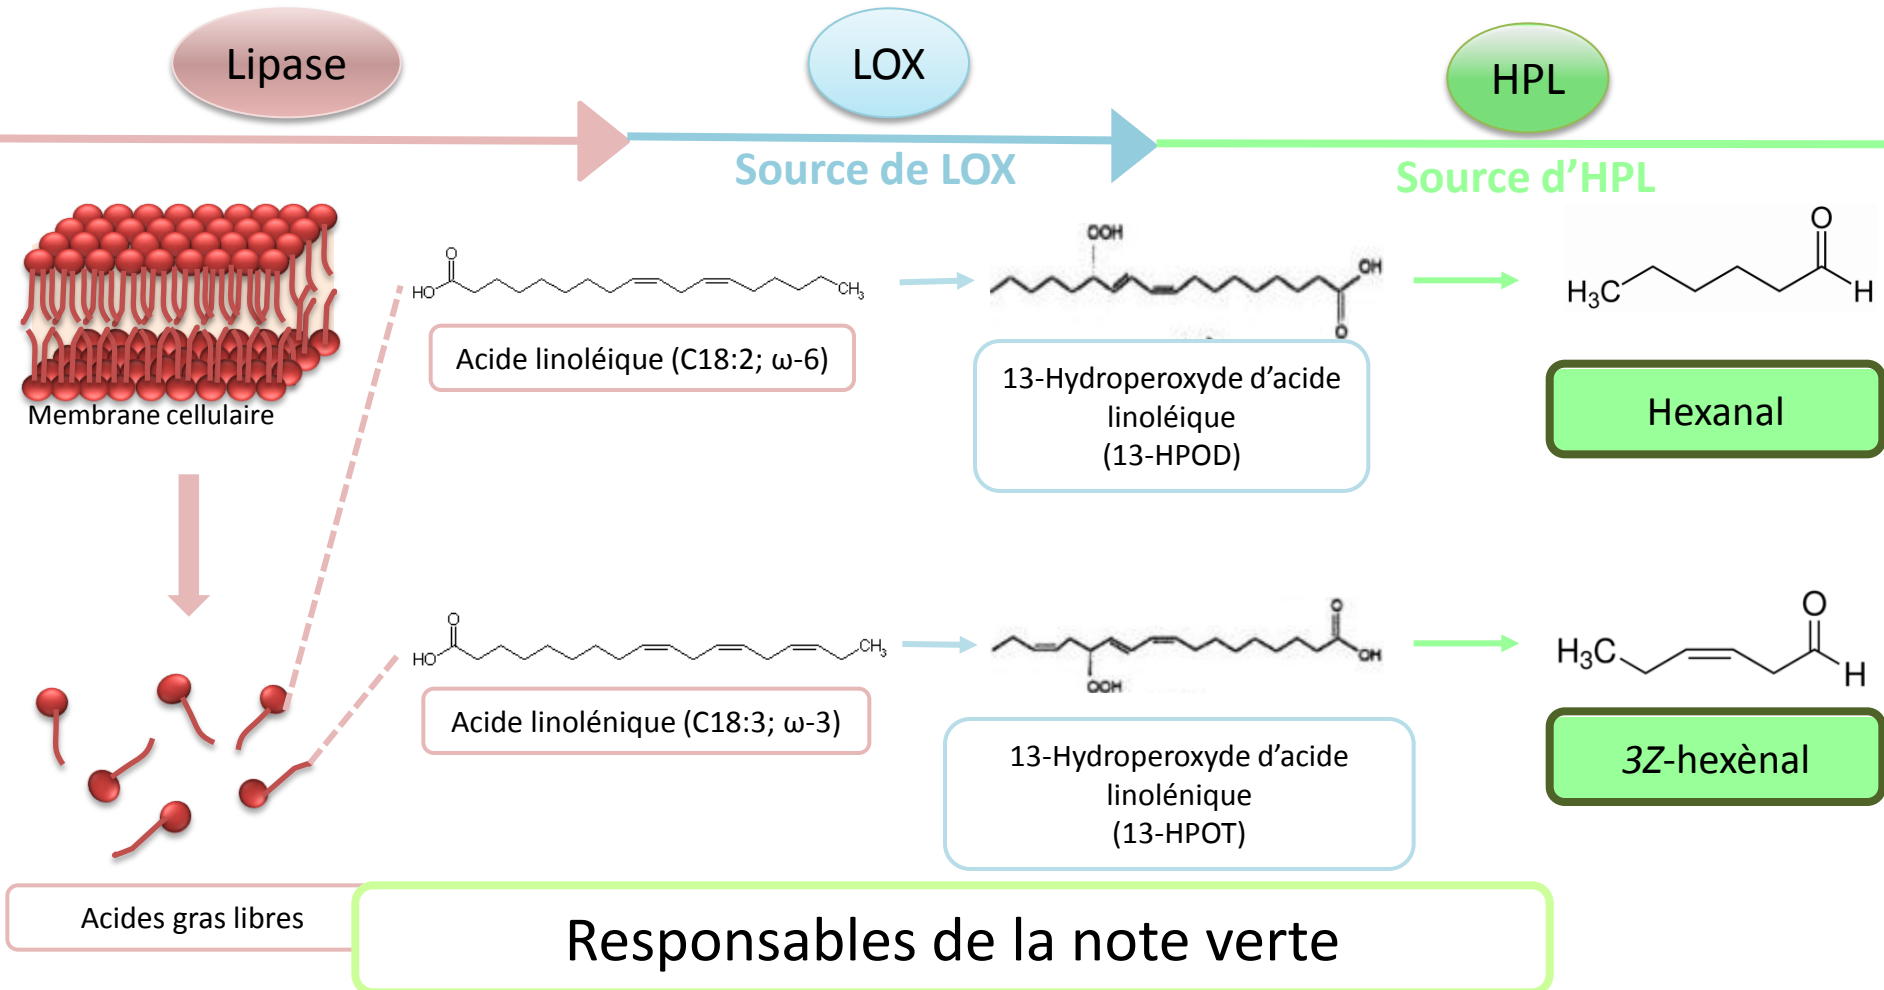 Lipase
LOX
HPL
Source de LOX
Source d’HPL
OOH
O
HO
CH₃
OH
O
O
H₃C
H
Acide linoléique (C18:2; ω-6)
13-Hydroperoxyde d’acide
linoléique
(13-HPOD)
Hexanal
Membrane cellulaire
O
HO
CH₃
O
OH
OOH
O
H₃C
H
Acide linolénique (C18:3; ω-3)
13-Hydroperoxyde d’acide
linolénique
(13-HPOT)
3Z-hexènal
Acides gras libres
Responsables de la note verte